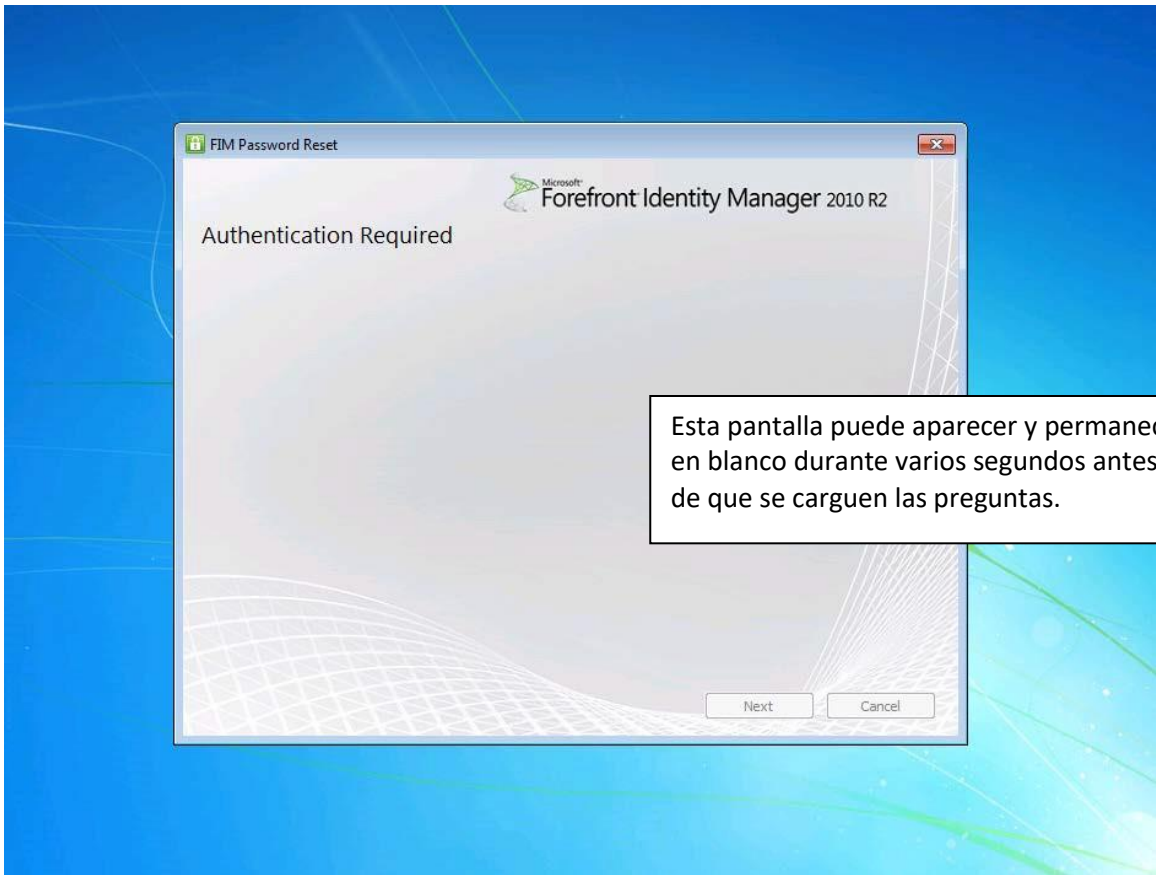 FIM Password Reset
Microsoft
Forefront Identity Manager 2010 R2
Authentication Required
Esta pantalla puede aparecer y permanec
en blanco durante varios segundos antes
de que se carguen las preguntas.
Next Cancel